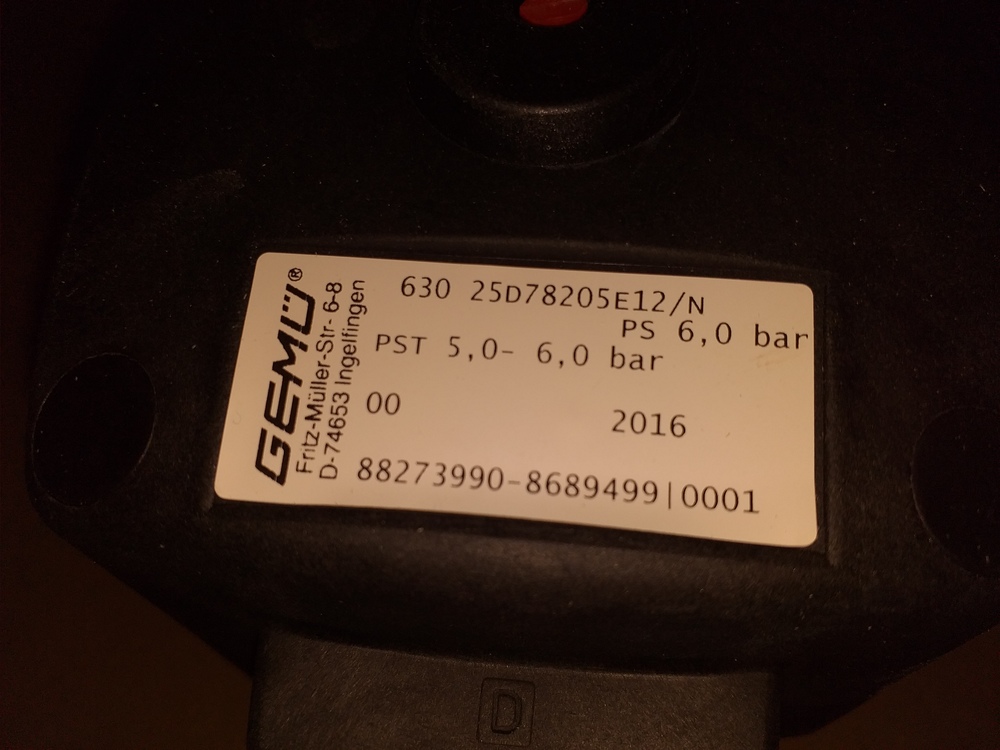 GEMÜ®
Fritz-Müller-Str- 6-8
D-74653 Ingelfingen
630 25D78205E12/N
PS 6,0 bar
PST 5,0- 6,0 bar
00 2016
88273990-8689499|0001
D